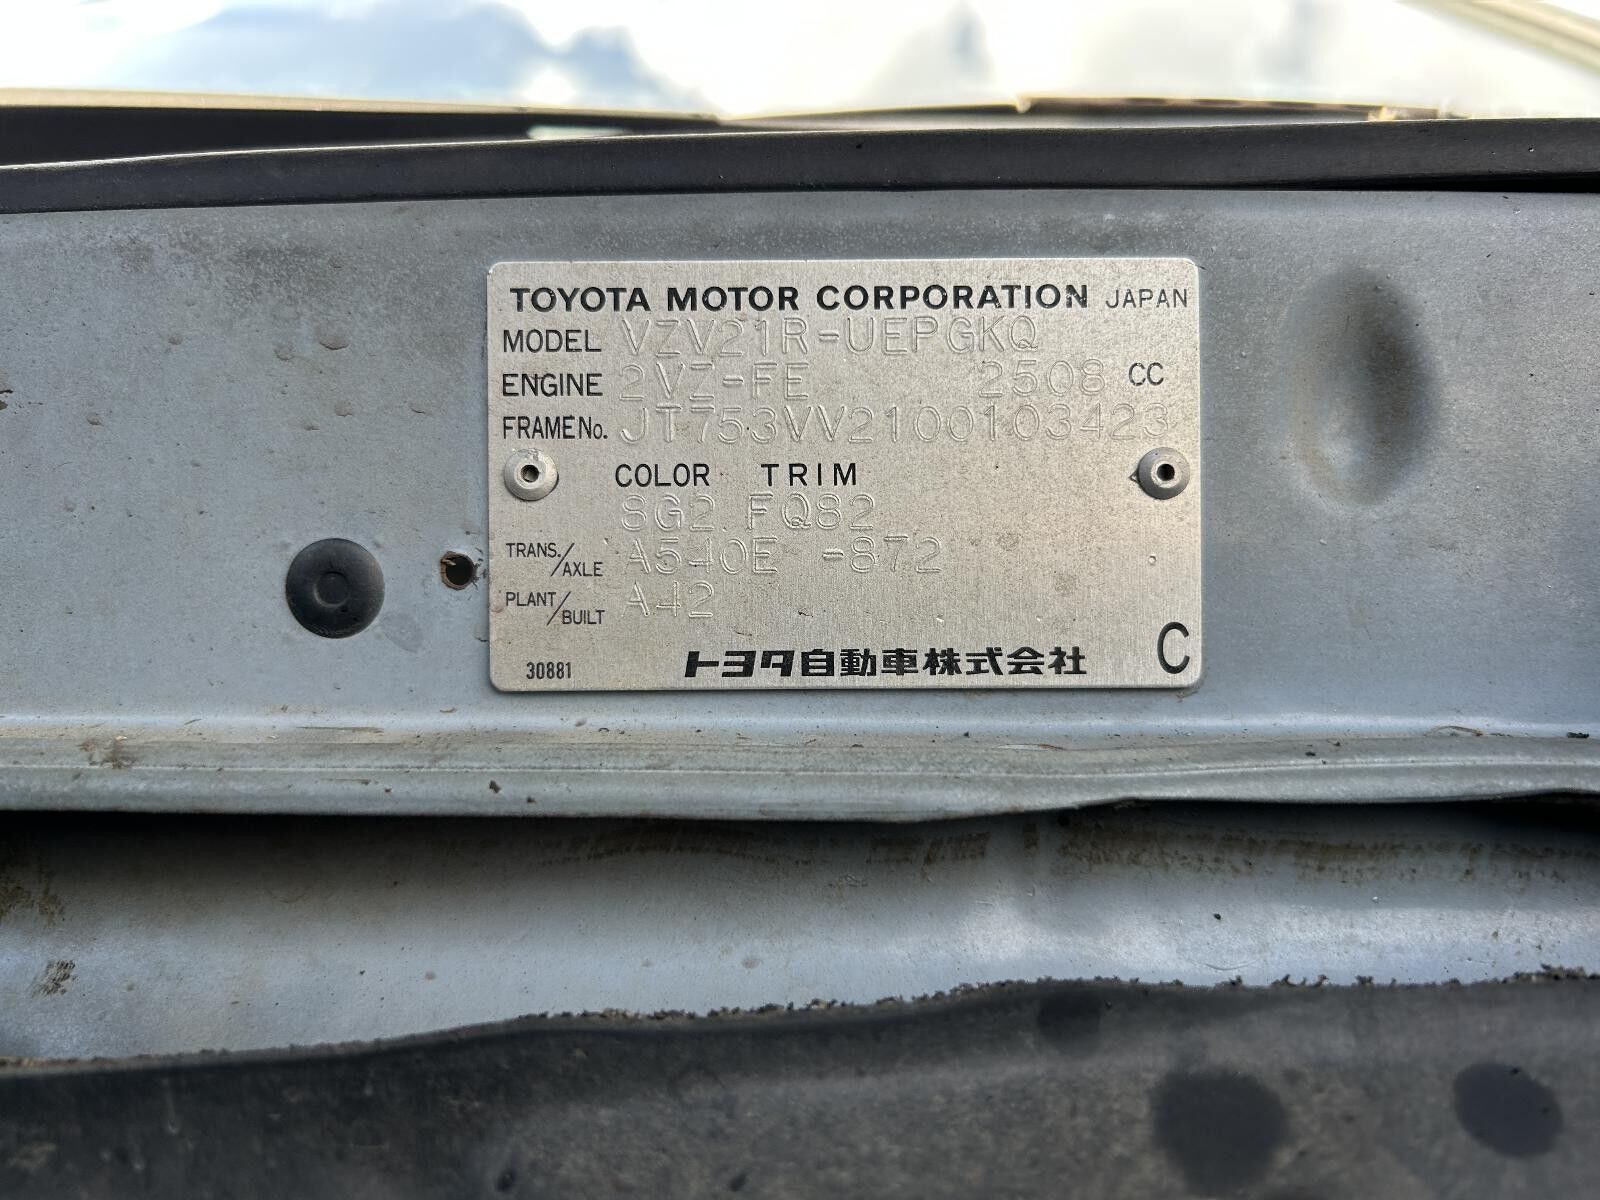 TOYOTA MOTOR CORPORATION JAPAN
MODEL VZV21R-UEPGKQ
ENGINE 2VZ-FE 2508 CC
FRAME No. JT753VV2100103423
COLOR TRIM
8G2 FQ82
TRANS./AXLE A540E -872
PLANT/BUILT A42
30881 トヨタ自動車株式会社 C